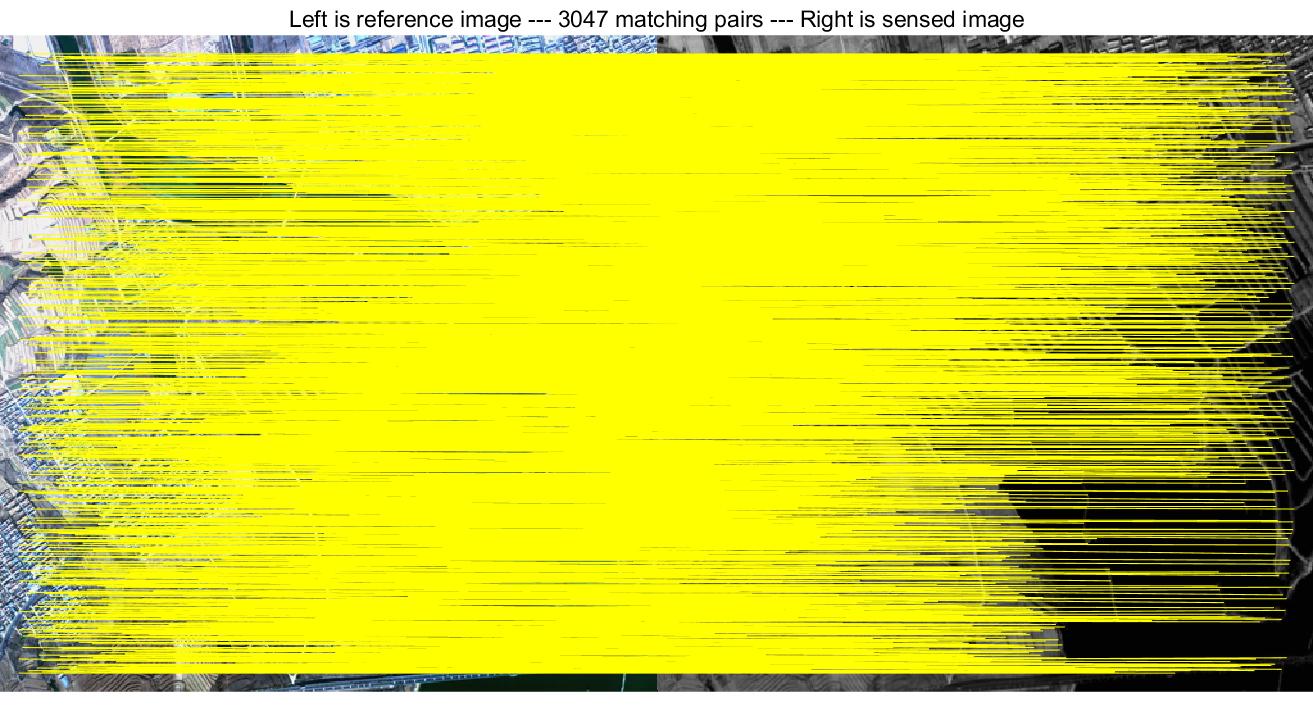 Left is reference image --- 3047 matching pairs --- Right is sensed image